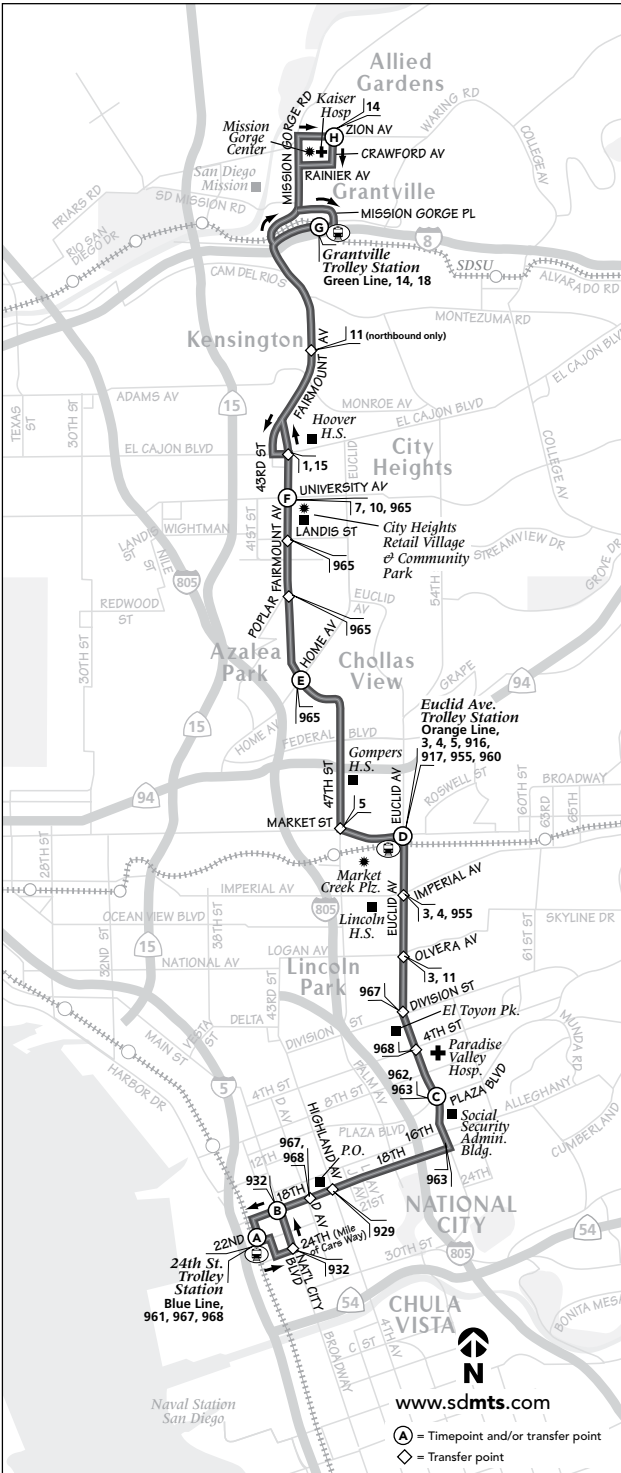 Allied
Gardens
Kaiser
Hosp
14
ZION AV
WARING RD
COLLEGE AV
MISSION GORGE RD
Mission
Gorge
Center
CRAWFORD AV
RAINIER AV
San Diego
Mission
Grantville
FRIARS RD
SD MISSION RD
MISSION GORGE PL
RIO SAN
DIEGO DR
G
H
8
Grantville
Trolley Station
Green Line, 14, 18
SDSU
ALVARADO RD
CAM DEL RIO S
MONTEZUMA RD
Kensington
11 (northbound only)
FAIRMOUNT AV
EL CAJON BLVD
ADAMS AV
MONROE AV
TEXAS ST
30TH ST
15
Hoover
H.S.
EL CAJON BLVD
EL CAJON BLVD
43RD ST
EUCLID
City
Heights
COLLEGE AV
1, 15
F
UNIVERSITY AV
7, 10, 965
LANDIS ST
City Heights
Retail Village
& Community
Park
LANDIS
WIGHTMAN
NILE
41ST ST
FAIRMOUNT AV
965
STREAMVIEW DR
54TH
GROVE DR
805
REDWOOD
ST
POPLAR
965
EUCLID
AV
30TH ST
Azalea
Park
HOME AV
Chollas
View
E
965
GRAPE
94
15
HOME AV
FEDERAL BLVD
Euclid Ave.
Trolley Station
Orange Line,
3, 4, 5, 916,
917, 955, 960
Gompers
H.S.
47TH ST
EUCLID AV
ROSWELL ST
BROADWAY
60TH ST
63RD
65TH
94
5
MARKET ST
D
25TH ST
Market
Creek Plz.
IMPERIAL AV
IMPERIAL AV
3, 4, 955
805
Lincoln
H.S.
EUCLID AV
OCEAN VIEW BLVD
32ND ST
38TH ST
SKYLINE DR
61ST ST
15
LOGAN AV
NATIONAL AV
43RD ST
Lincoln
Park
OLVERA AV
3, 11
967
DIVISION ST
El Toyon Pk.
DELTA
DIVISION ST
MAIN ST
VESTA ST
HARBOR DR
5
PALM AV
968
4TH ST
Paradise
Valley
Hosp.
MUNDA RD
962,
963
C
PLAZA BLVD
ALLEGHANY
4TH ST
D AV
8TH ST
PLAZA BLVD
12TH
16TH
Social
Security
Admin.
Bldg.
CUMBERLAND
HIGHLAND AV
P.O.
967,
968
18TH
18TH
24TH
963
932
B
D AV
L AV
21ST
929
NATIONAL
CITY
22ND
A
24TH (Mile
of Cars Way)
932
NAT'L CITY
BLVD
30TH ST
54
805
24th St.
Trolley
Station
Blue Line,
961, 967, 968
54
CHULA
VISTA
BONITA MESA
C ST
4TH AV
BROADWAY
N
Naval Station
San Diego
www.sdmts.com
A = Timepoint and/or transfer point
= Transfer point